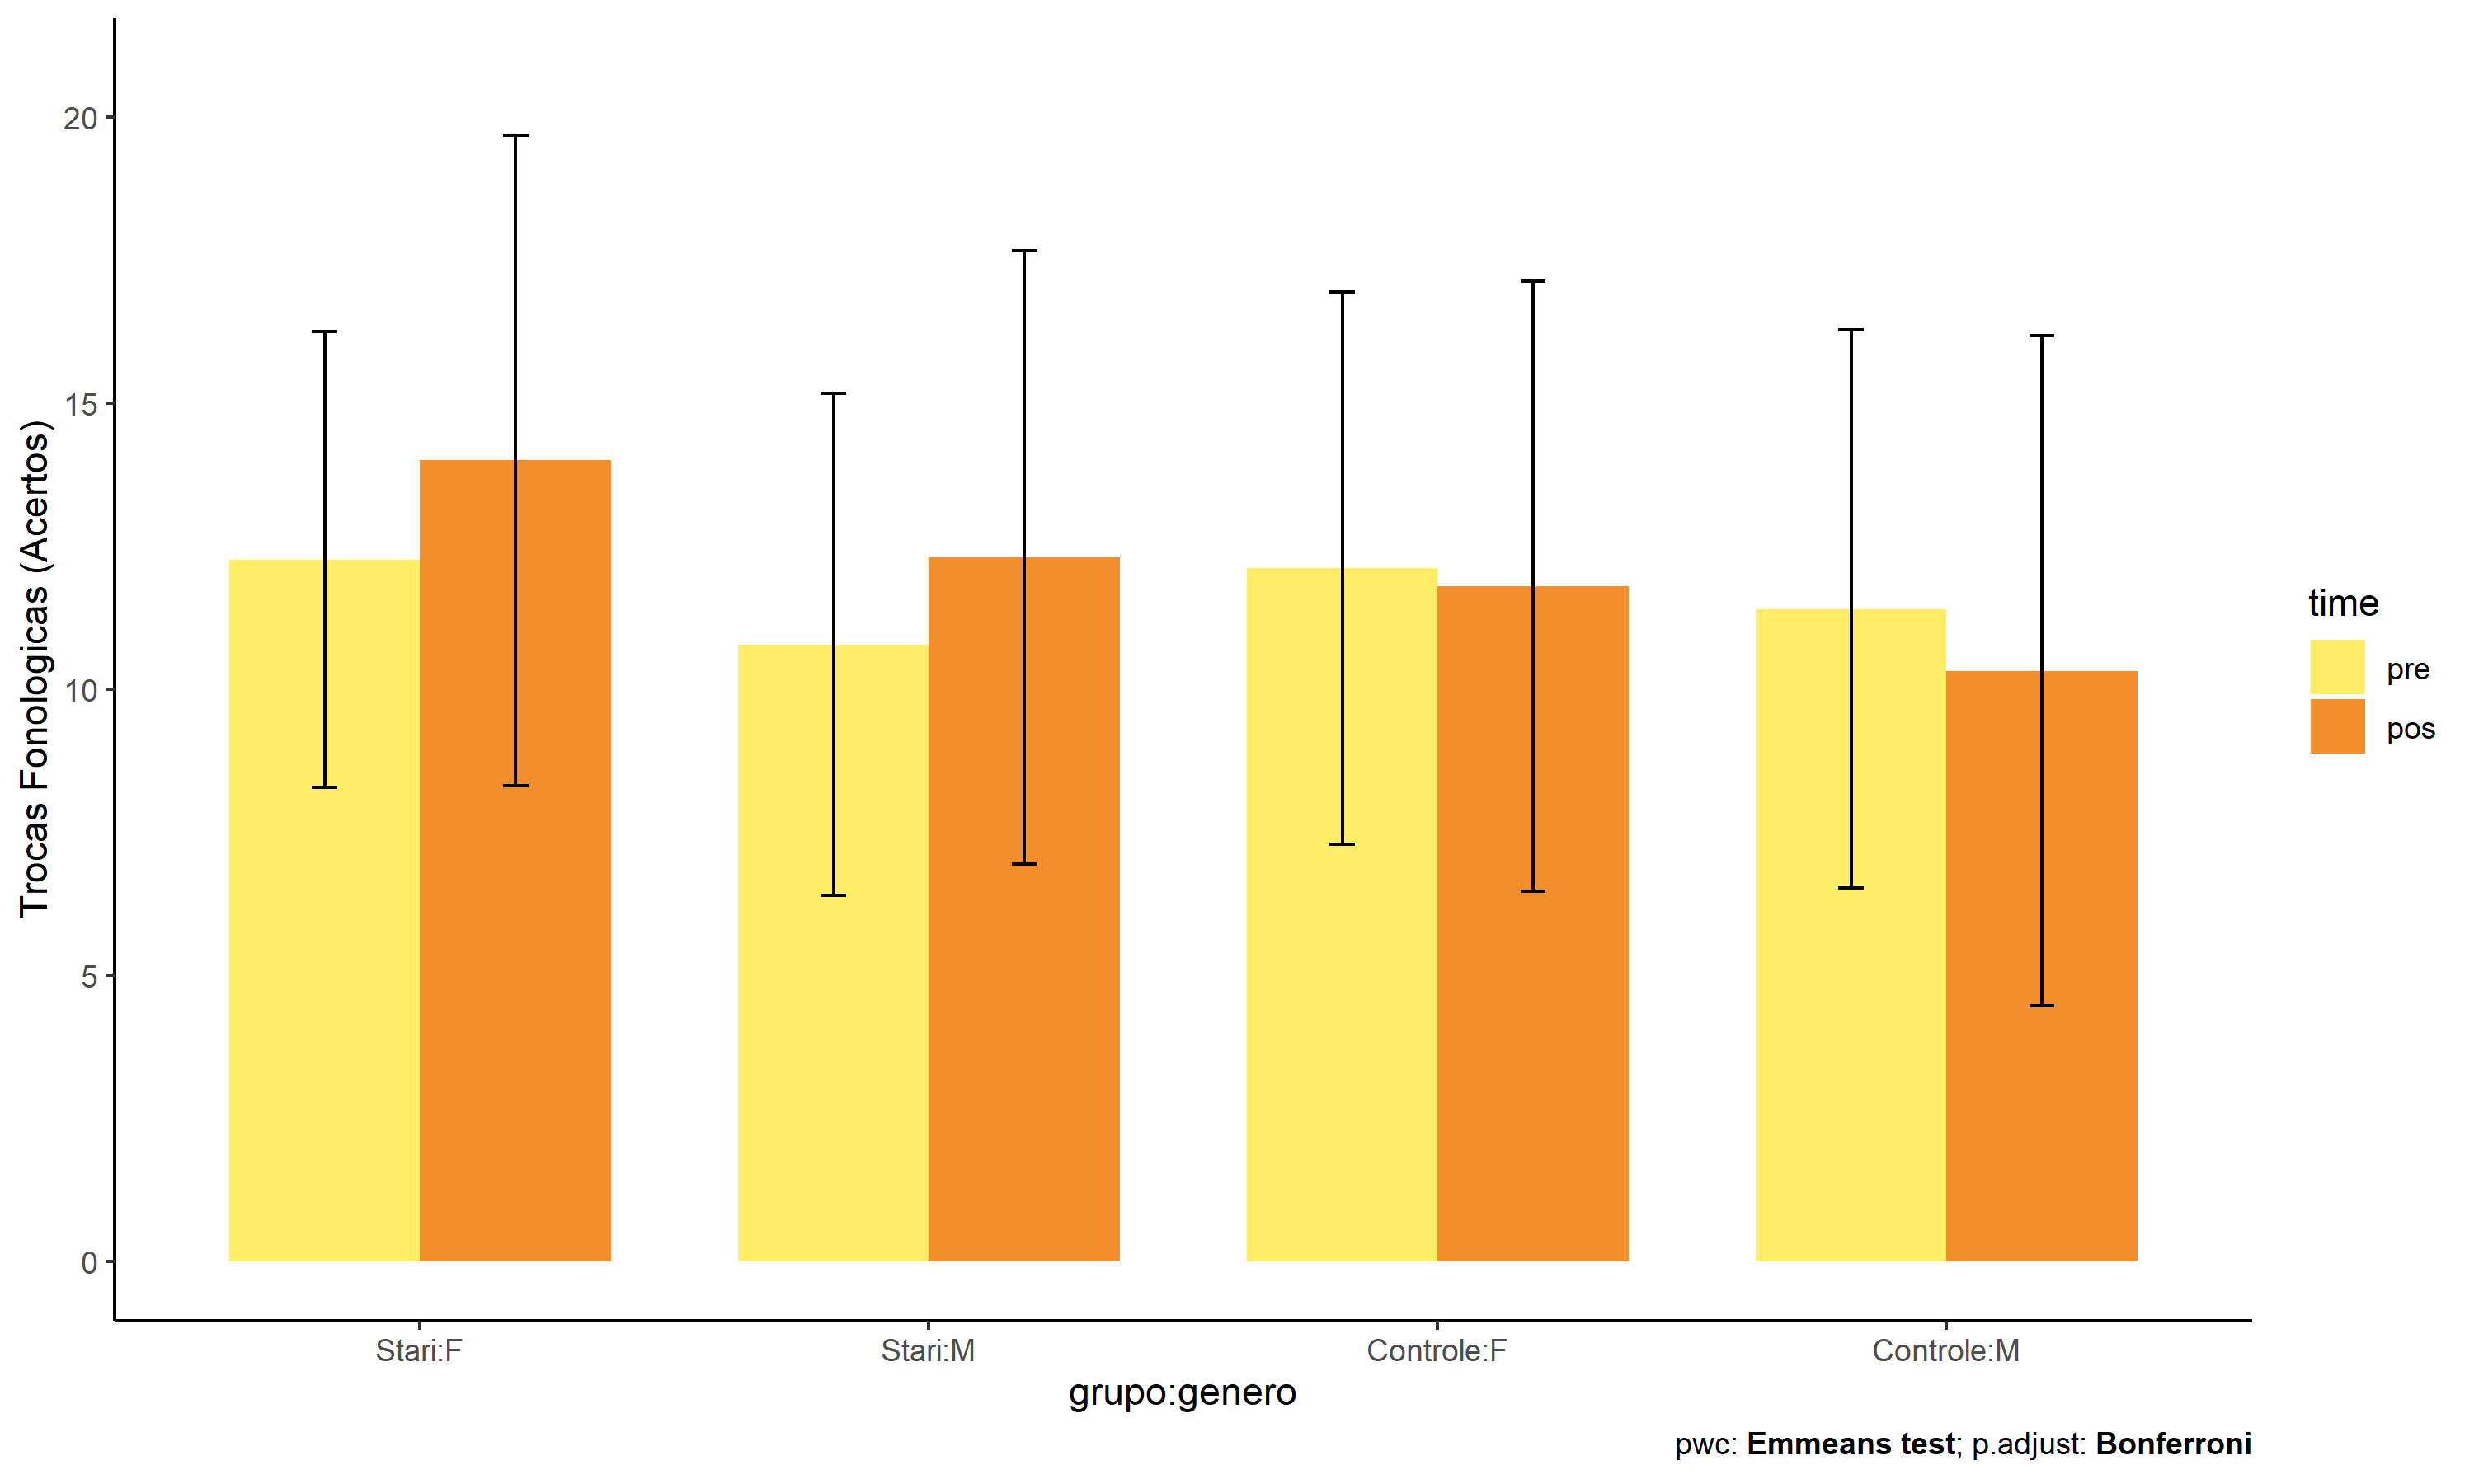 Trocas Fonologicas (Acertos)
20
15
10
5
0
Stari:F
Stari:M
Controle:F
Controle:M
grupo:genero
time
pre
pos
pwc: Emmeans test; p.adjust: Bonferroni